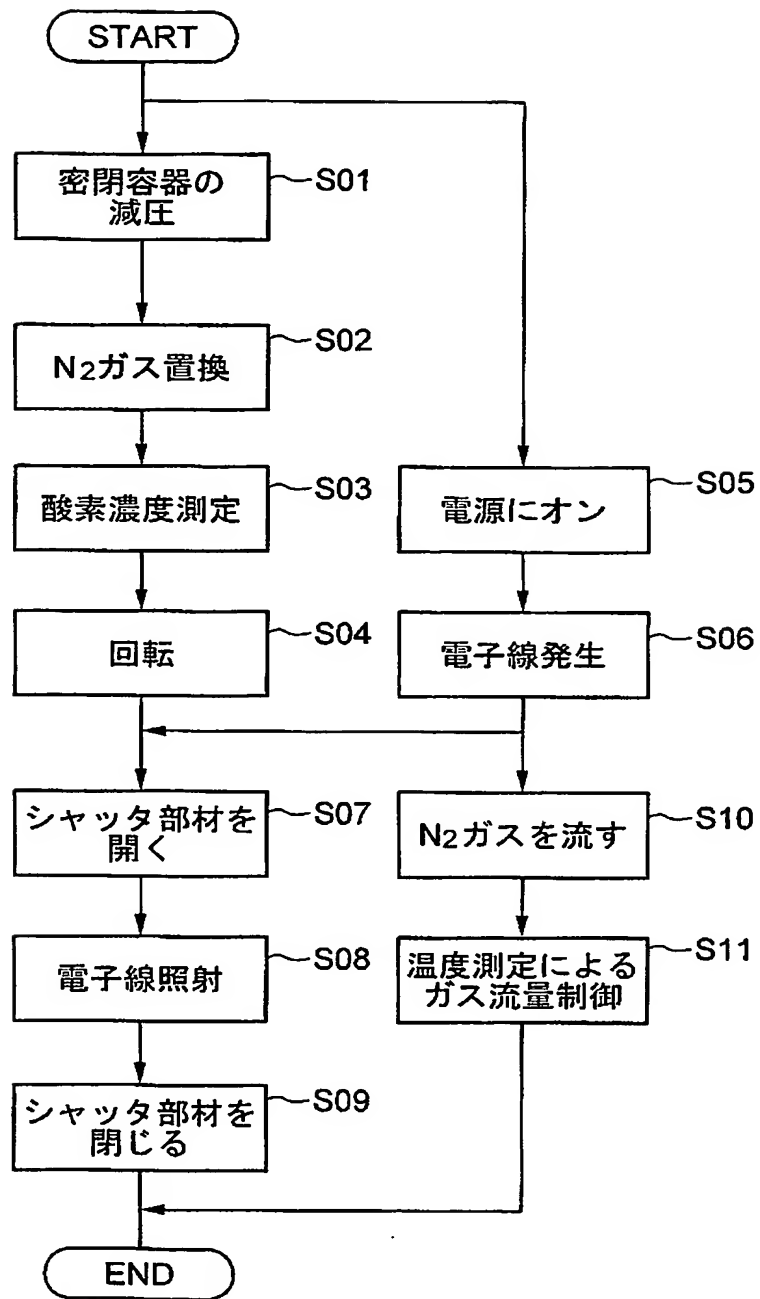 START
密閉容器の
減圧
S01
N2ガス置換
S02
酸素濃度測定
S03
電源にオン
S05
回転
S04
電子線発生
S06
シャッタ部材を
開く
S07
N2ガスを流す
S10
電子線照射
S08
温度測定による
ガス流量制御
S11
シャッタ部材を
閉じる
S09
END